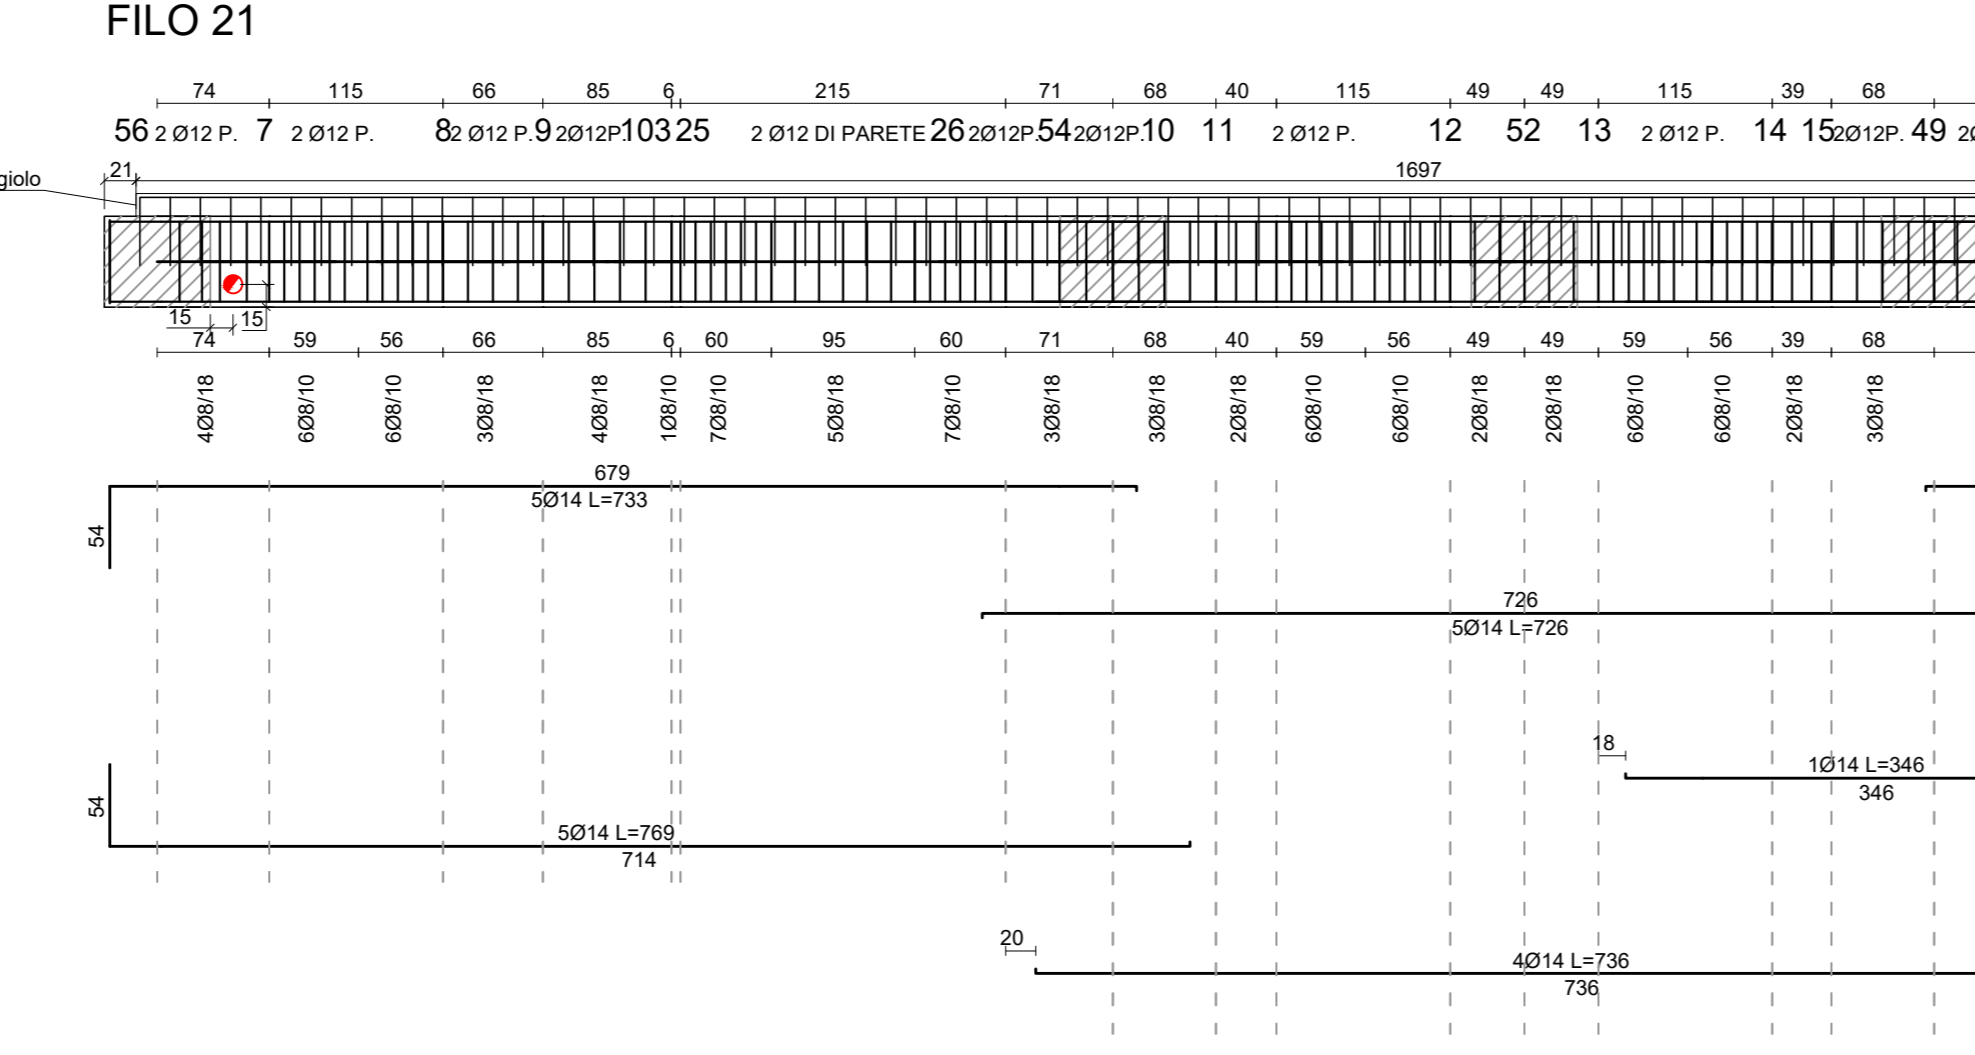 FILO 21
74 115 66 85 6 215 71 68 40 115 49 49 115 39 68
56 2 Ø12 P. 7 2 Ø12 P. 8 2 Ø12 P. 9 2Ø12P. 103 25 2 Ø12 DI PARETE 26 2Ø12P. 54 2Ø12P. 10 11 2 Ø12 P. 12 52 13 2 Ø12 P. 14 15 2Ø12P. 49 2Ø
giolo 21 1697
15 15
74 59 56 66 85 6 60 95 60 71 68 40 59 56 49 49 59 56 39 68
4Ø8/18 6Ø8/10 6Ø8/10 3Ø8/18 4Ø8/18 1Ø8/10 7Ø8/10 5Ø8/18 7Ø8/10 3Ø8/18 3Ø8/18 2Ø8/18 6Ø8/10 6Ø8/10 2Ø8/18 2Ø8/18 6Ø8/10 6Ø8/10 2Ø8/18 3Ø8/18
679
5Ø14 L=733
54
726
5Ø14 L=726
18
1Ø14 L=346
346
54
5Ø14 L=769
714
20
4Ø14 L=736
736